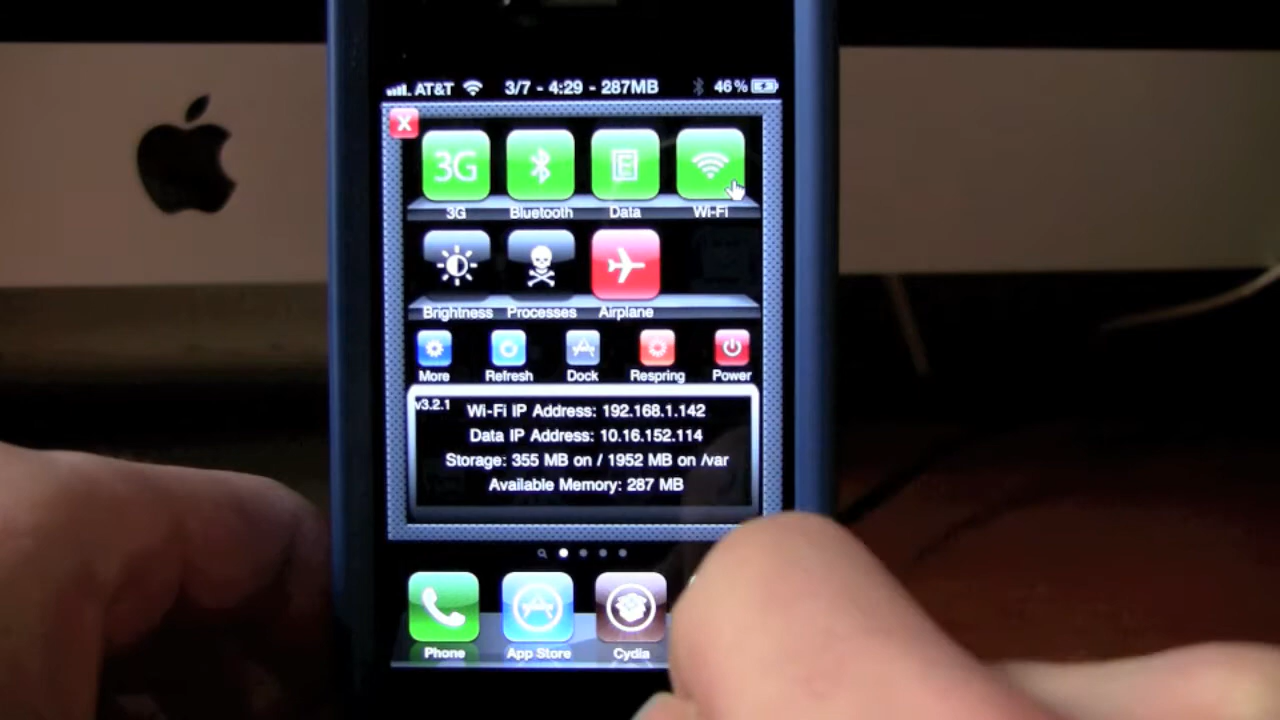 AT&T 3/7 - 4:29 - 287MB 46%
X
3G E
3G Bluetooth Data Wi-Fi
Brightness Processes Airplane
More Refresh Dock Respring Power
v3.2.1
Wi-Fi IP Address: 192.168.1.142
Data IP Address: 10.16.152.114
Storage: 355 MB on / 1952 MB on /var
Available Memory: 287 MB
Phone App Store Cydia